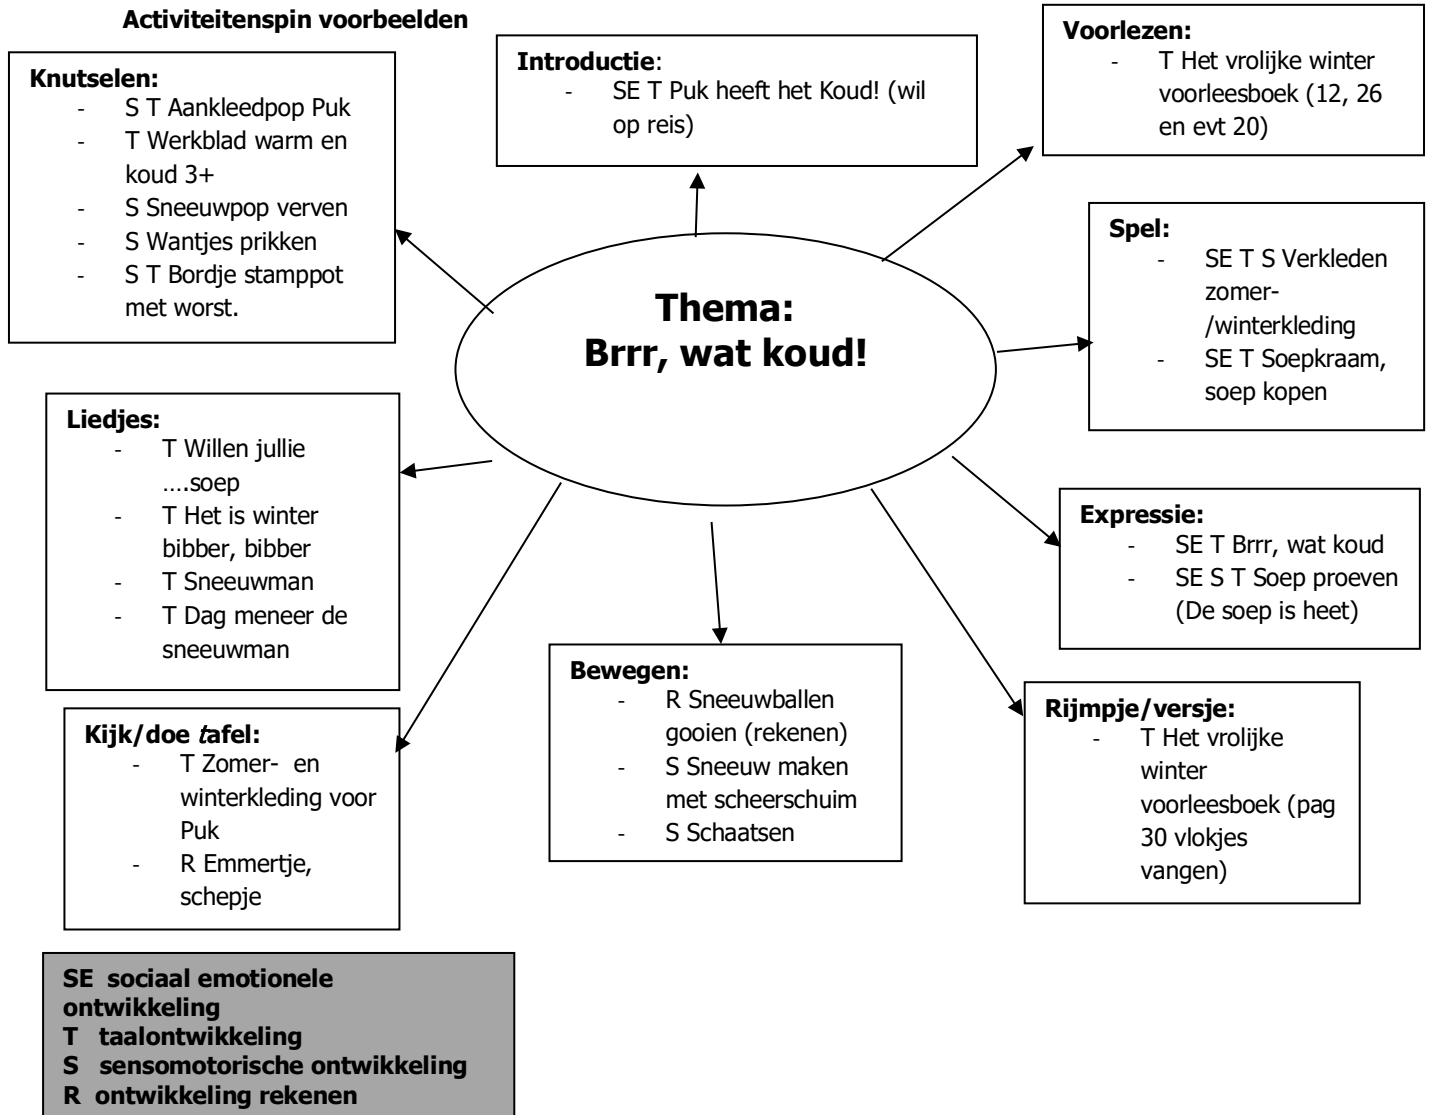 Activiteitenspin voorbeelden
Knutselen:
- S T Aankleedpop Puk
- T Werkblad warm en
koud 3+
- S Sneeuwpop verven
- S Wantjes prikken
- S T Bordje stamppot
met worst.
Introductie:
- SE T Puk heeft het Koud! (wil
op reis)
Voorlezen:
- T Het vrolijke winter
voorleesboek (12, 26
en evt 20)
Thema:
Brrr, wat koud!
Spel:
- SE T S Verkleden
zomer-
/winterkleding
- SE T Soepkraam,
soep kopen
Liedjes:
- T Willen jullie
....soep
- T Het is winter
bibber, bibber
- T Sneeuwman
- T Dag meneer de
sneeuwman
Expressie:
- SE T Brrr, wat koud
- SE S T Soep proeven
(De soep is heet)
Kijk/doe tafel:
- T Zomer- en
winterkleding voor
Puk
- R Emmertje,
schepje
Bewegen:
- R Sneeuwballen
gooien (rekenen)
- S Sneeuw maken
met scheerschuim
- S Schaatsen
Rijmpje/versje:
- T Het vrolijke
winter
voorleesboek (pag
30 vlokjes
vangen)
SE sociaal emotionele
ontwikkeling
T taalontwikkeling
S sensomotorische ontwikkeling
R ontwikkeling rekenen